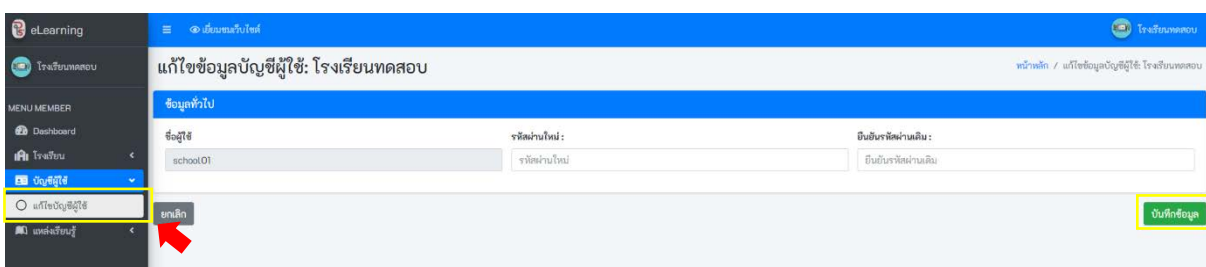 eLearning
เยี่ยมชมเว็บไซต์
โรงเรียนทดสอบ
โรงเรียนทดสอบ
แก้ไขข้อมูลบัญชีผู้ใช้: โรงเรียนทดสอบ
หน้าหลัก / แก้ไขข้อมูลบัญชีผู้ใช้: โรงเรียนทดสอบ
MENU MEMBER
Dashboard
โรงเรียน
บัญชีผู้ใช้
แก้ไขบัญชีผู้ใช้
แหล่งเรียนรู้
ข้อมูลทั่วไป
ชื่อผู้ใช้ รหัสผ่านใหม่ : ยืนยันรหัสผ่านเดิม :
school01 รหัสผ่านใหม่ ยืนยันรหัสผ่านเดิม
ยกเลิก บันทึกข้อมูล